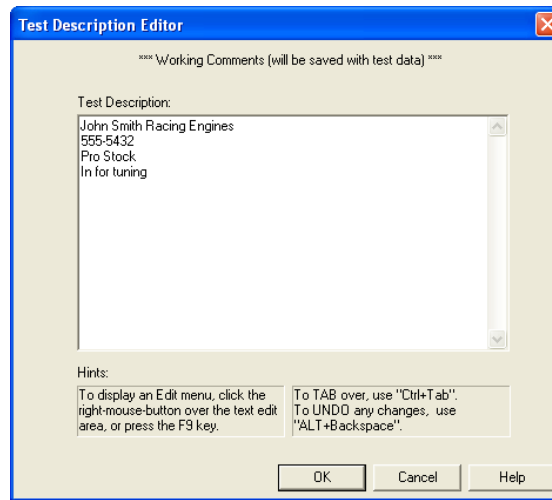 Test Description Editor
*** Working Comments (will be saved with test data) ***
Test Description:
John Smith Racing Engines
555-5432
Pro Stock
In for tuning
Hints:
To display an Edit menu, click the
right-mouse-button over the text edit
area, or press the F9 key.
To TAB over, use "Ctrl+Tab".
To UNDO any changes, use
"ALT+Backspace".
OK
Cancel
Help